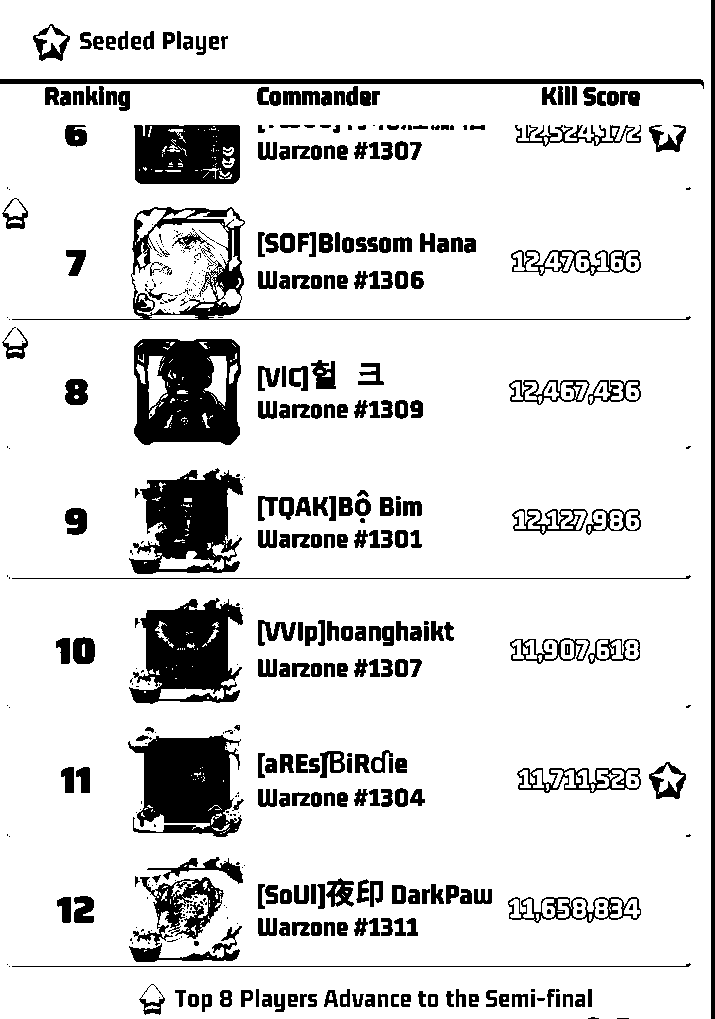 Seeded Player
Ranking Commander Kill Score
6 12,524,172
Warzone #1307
7 [SOF]Blossom Hana 12,476,166
Warzone #1306
8 [VIC]헐 크 12,467,436
Warzone #1309
9 [TQAK]Bộ Bim 12,127,986
Warzone #1301
10 [VVIp]hoanghaikt 11,907,618
Warzone #1307
11 [aREs]ƁiRɗie 11,711,526
Warzone #1304
12 [SoUl]夜印 DarkPaw 11,658,834
Warzone #1311
Top 8 Players Advance to the Semi-final